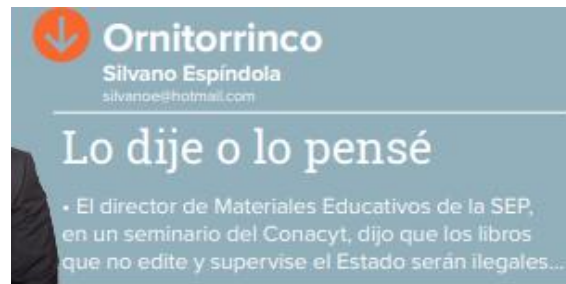 Ornitorrinco
Silvano Espíndola
silvanoe@hotmail.com
Lo dije o lo pensé
• El director de Materiales Educativos de la SEP,
en un seminario del Conacyt, dijo que los libros
que no edite y supervise el Estado serán ilegales...